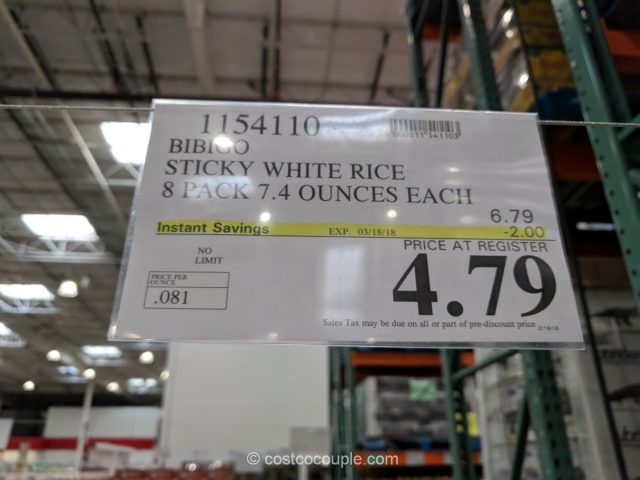 1154110
BIBIGO
STICKY WHITE RICE
8 PACK 7.4 OUNCES EACH
6.79
Instant Savings EXP. 03/18/18 -2.00
PRICE AT REGISTER
NO
LIMIT
4.79
PRICE PER
OUNCE
.081
Sales Tax may be due on all or part of pre-discount price
© costcocouple.com